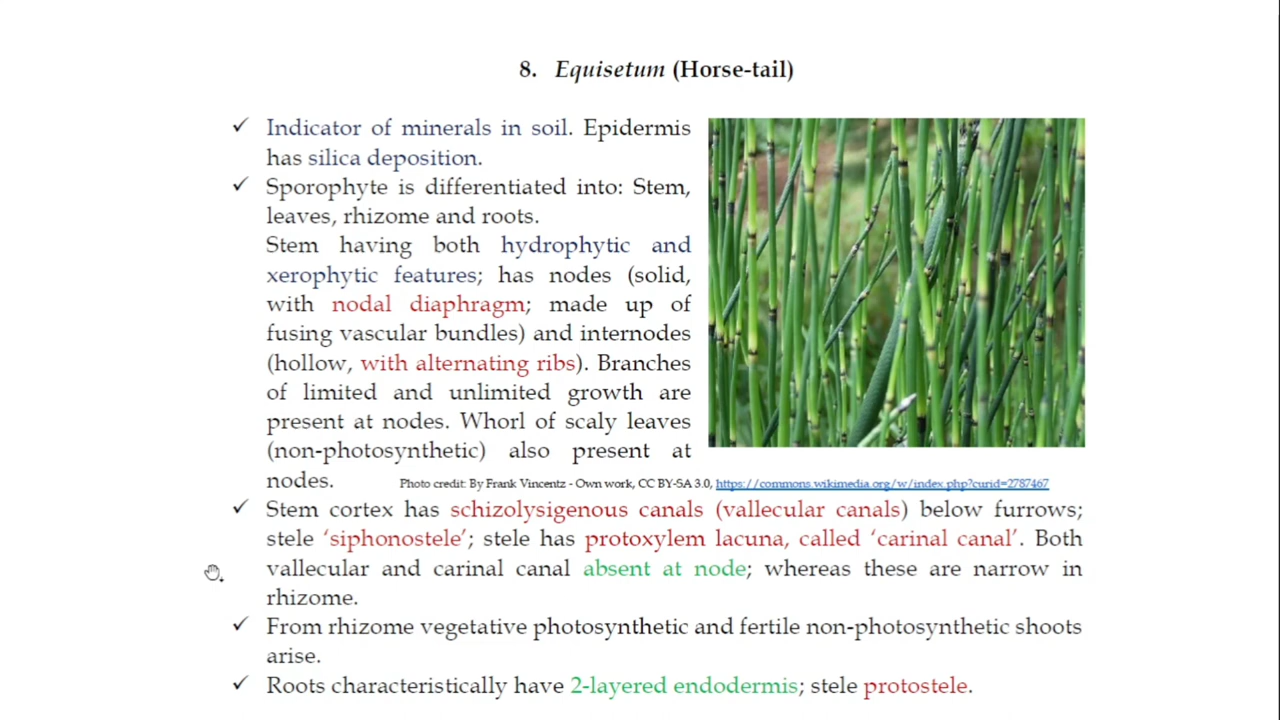 8. Equisetum (Horse-tail)
✓ Indicator of minerals in soil. Epidermis
has silica deposition.
✓ Sporophyte is differentiated into: Stem,
leaves, rhizome and roots.
Stem having both hydrophytic and
xerophytic features; has nodes (solid,
with nodal diaphragm; made up of
fusing vascular bundles) and internodes
(hollow, with alternating ribs). Branches
of limited and unlimited growth are
present at nodes. Whorl of scaly leaves
(non-photosynthetic) also present at
nodes.
Photo credit: By Frank Vincentz - Own work, CC BY-SA 3.0, https://commons.wikimedia.org/w/index.php?curid=2787467
✓ Stem cortex has schizolysigenous canals (vallecular canals) below furrows;
stele ‘siphonostele’; stele has protoxylem lacuna, called ‘carinal canal’. Both
vallecular and carinal canal absent at node; whereas these are narrow in
rhizome.
✓ From rhizome vegetative photosynthetic and fertile non-photosynthetic shoots
arise.
✓ Roots characteristically have 2-layered endodermis; stele protostele.